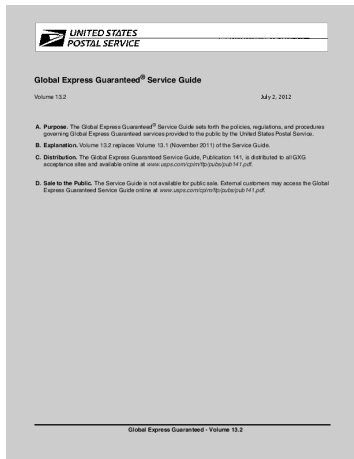 UNITED STATES
POSTAL SERVICE
Global Express Guaranteed® Service Guide
Volume 13.2 July 2, 2012
A. Purpose. The Global Express Guaranteed® Service Guide sets forth the policies, regulations, and procedures
governing Global Express Guaranteed services provided to the public by the United States Postal Service.
B. Explanation. Volume 13.2 replaces Volume 13.1 (November 2011) of the Service Guide.
C. Distribution. The Global Express Guaranteed Service Guide, Publication 141, is distributed to all GXG
acceptance sites and available online at www.usps.com/cpim/ftp/pubs/pub141.pdf.
D. Sale to the Public. The Service Guide is not available for public sale. External customers may access the Global
Express Guaranteed Service Guide online at www.usps.com/cpim/ftp/pubs/pub141.pdf.
Global Express Guaranteed - Volume 13.2